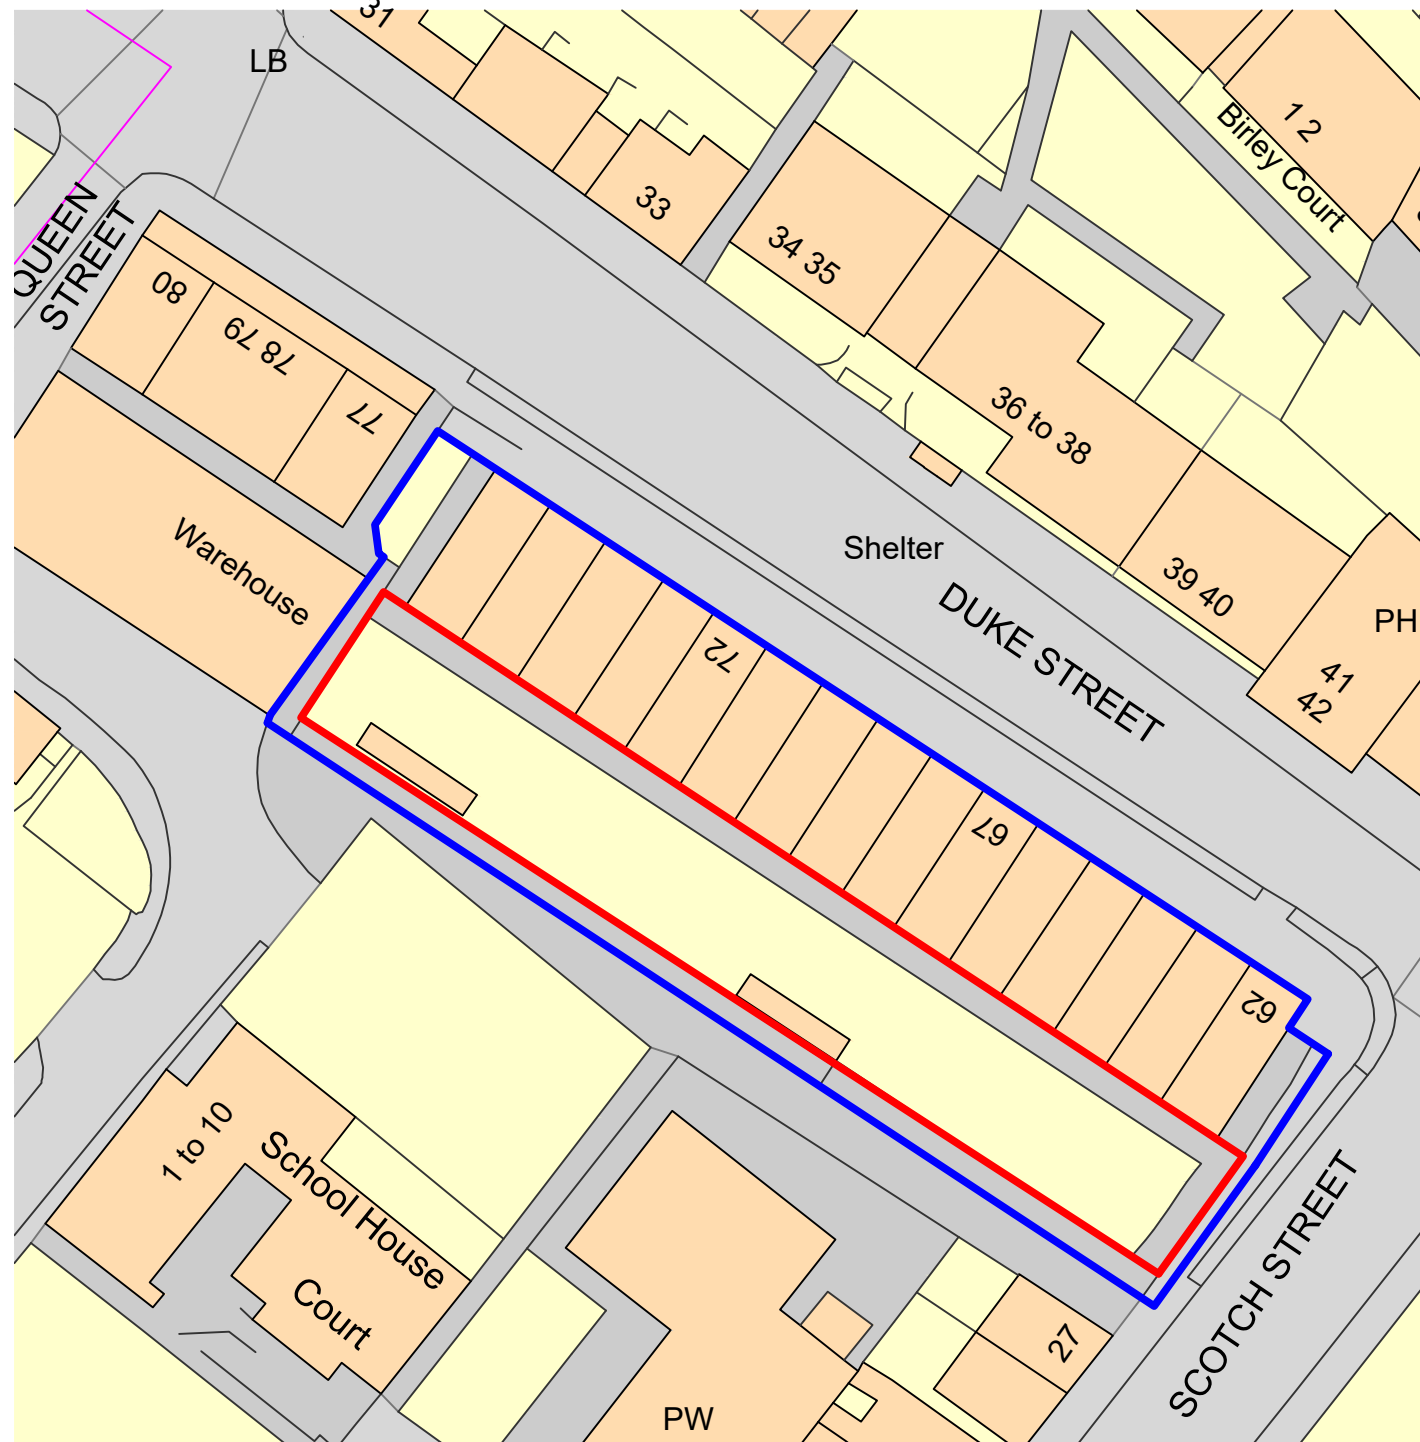 31
LB
1 2
Birley Court
33
QUEEN
STREET
34 35
80
78 79
77
36 to 38
Warehouse
Shelter
39 40
DUKE STREET
PH
72
41
42
67
62
1 to 10
School House
Court
SCOTCH STREET
27
PW